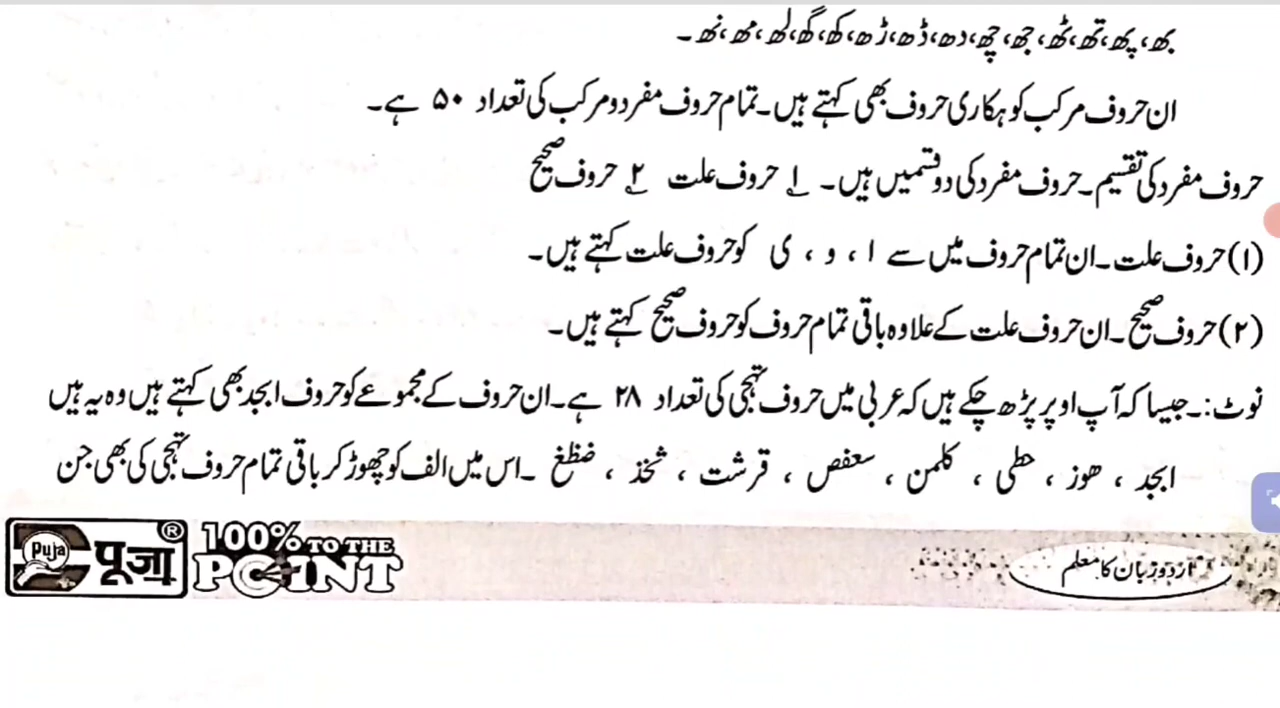 بھ، پھ، تھ، ٹھ، جھ، چھ، دھ، ڈھ، ڑھ، کھ، گھ، لھ، مھ، نھ۔
ان حروف مرکب کو ہکاری حروف بھی کہتے ہیں۔ تمام حروف مفرد و مرکب کی تعداد ۵۰ ہے۔
حروف مفرد کی تقسیم۔ حروف مفرد کی دو قسمیں ہیں۔ ۱؂ حروف علت ۲؂ حروف صحیح
(۱) حروف علت۔ ان تمام حروف میں سے ا ، و ، ی کو حروف علت کہتے ہیں۔
(۲) حروف صحیح۔ ان حروف علت کے علاوہ باقی تمام حروف کو حروف صحیح کہتے ہیں۔
نوٹ:۔ جیسا کہ آپ اوپر پڑھ چکے ہیں کہ عربی میں حروف تہجی کی تعداد ۲۸ ہے۔ ان حروف کے مجموعے کو حروف ابجد بھی کہتے ہیں وہ یہ ہیں
ابجد ، ھوز ، حطی ، کلمن ، سعفص ، قرشت ، ثخذ ، ضظغ ۔ اس میں الف کو چھوڑ کر باقی تمام حروف تہجی کی بھی جن
Puja पूजा ® 100% TO THE POINT
اردو زبان کا معلم